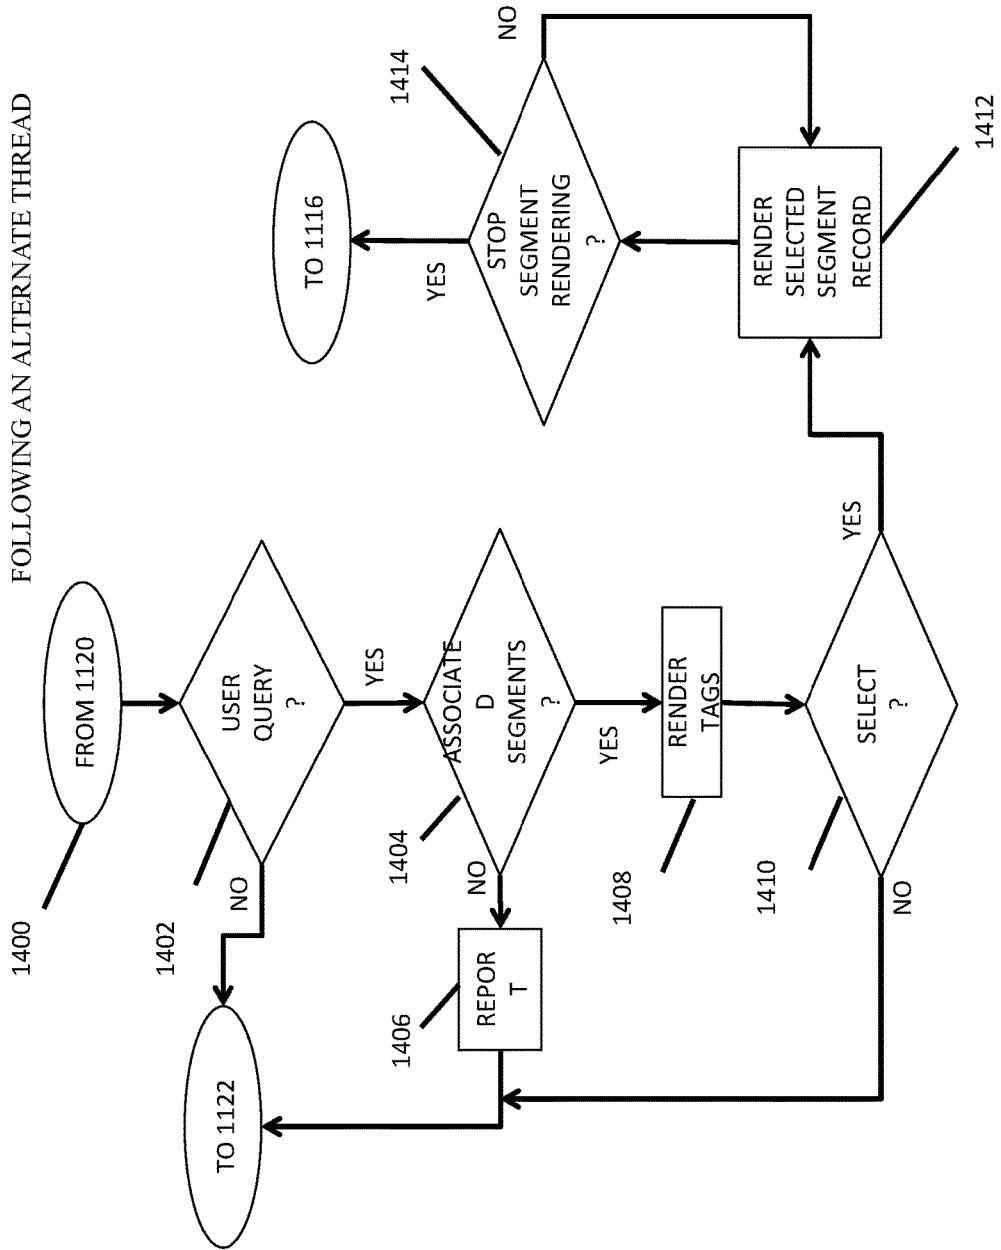 FOLLOWING AN ALTERNATE THREAD
1400
FROM 1120
1402
USER
QUERY
?
NO
YES
TO 1122
1404
ASSOCIATE
D
SEGMENTS
?
NO
YES
1406
REPOR
T
1408
RENDER
TAGS
1410
SELECT
?
NO
YES
1412
RENDER
SELECTED
SEGMENT
RECORD
1414
STOP
SEGMENT
RENDERING
?
NO
YES
TO 1116